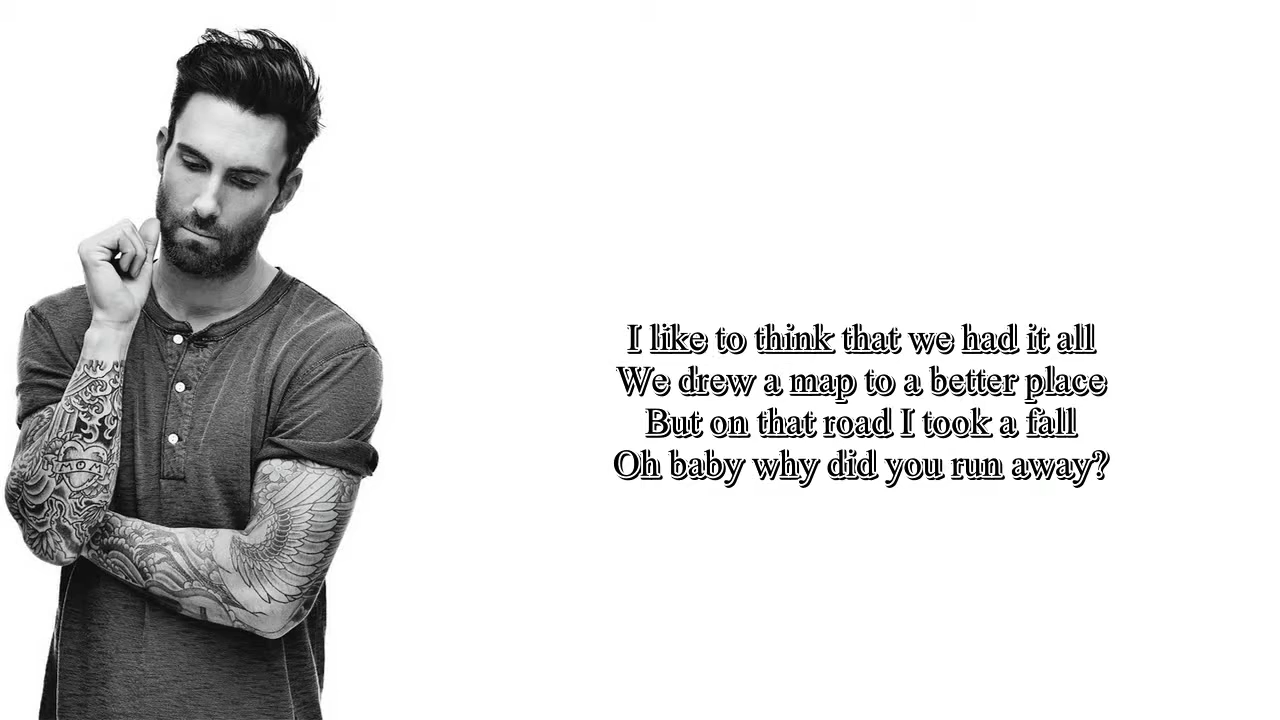 MOM
I like to think that we had it all
We drew a map to a better place
But on that road I took a fall
Oh baby why did you run away?